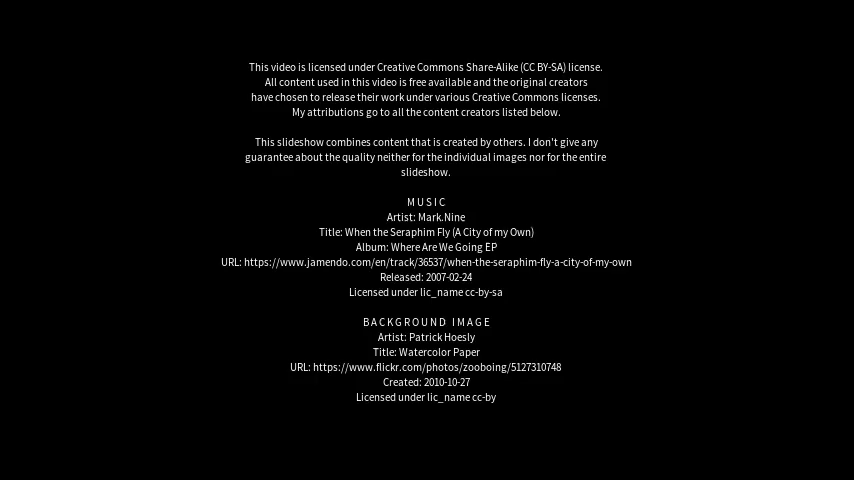 This video is licensed under Creative Commons Share-Alike (CC BY-SA) license.
All content used in this video is free available and the original creators
have chosen to release their work under various Creative Commons licenses.
My attributions go to all the content creators listed below.
This slideshow combines content that is created by others. I don't give any
guarantee about the quality neither for the individual images nor for the entire
slideshow.
MUSIC
Artist: Mark.Nine
Title: When the Seraphim Fly (A City of my Own)
Album: Where Are We Going EP
URL: https://www.jamendo.com/en/track/36537/when-the-seraphim-fly-a-city-of-my-own
Released: 2007-02-24
Licensed under lic_name cc-by-sa
BACKGROUND IMAGE
Artist: Patrick Hoesly
Title: Watercolor Paper
URL: https://www.flickr.com/photos/zooboing/5127310748
Created: 2010-10-27
Licensed under lic_name cc-by